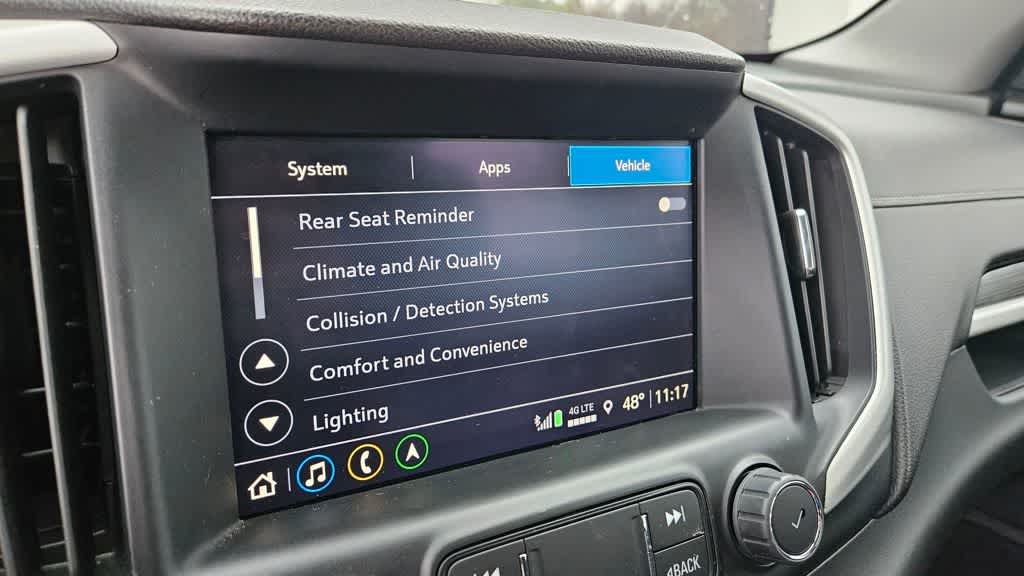 System Apps Vehicle
Rear Seat Reminder
Climate and Air Quality
Collision / Detection Systems
Comfort and Convenience
Lighting
4G LTE 48° 11:17
BACK